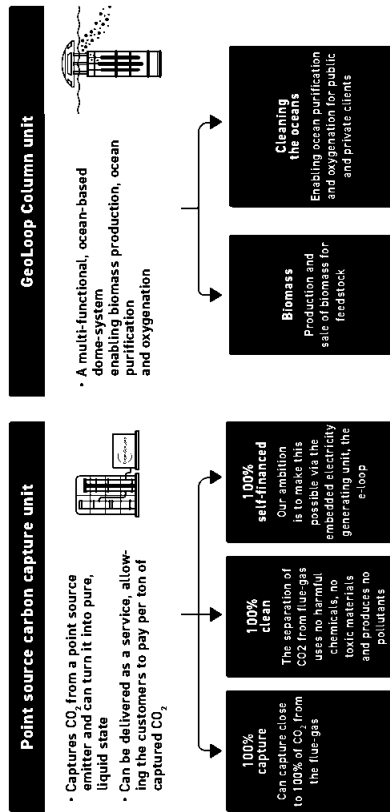 Point source carbon capture unit
• Captures CO₂ from a point source
emitter and can turn it into pure,
liquid state
• Can be delivered as a service, allow-
ing the customers to pay per ton of
captured CO₂
100%
capture
Can capture close
to 100% of CO₂ from
the flue-gas
100%
clean
The separation of
CO2 from flue-gas
uses no harmful
chemicals, no
toxic materials
and produces no
pollutants
100%
self-financed
Our ambition
is to make this
possible via the
embedded electricity
generating unit, the
e-loop
GeoLoop Column unit
• A multi-functional, ocean-based
dome-system
enabling biomass production, ocean
purification
and oxygenation
Biomass
Production and
sale of biomass for
feedstock
Cleaning
the oceans
Enabling ocean purification
and oxygenation for public
and private clients